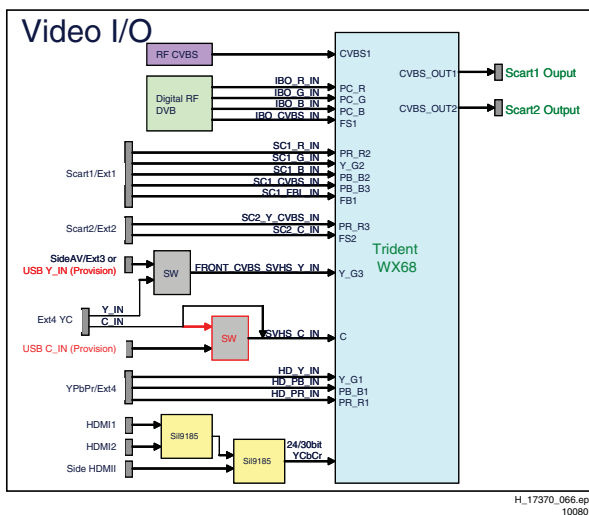 Video I/O
RF CVBS
CVBS1
CVBS_OUT1
Scart1 Ouput
CVBS_OUT2
Scart2 Output
Digital RF
DVB
IBO_R_IN
IBO_G_IN
IBO_B_IN
IBO_CVBS_IN
PC_R
PC_G
PC_B
FS1
Scart1/Ext1
SC1_R_IN
SC1_G_IN
SC1_B_IN
SC1_CVBS_IN
SC1_FBL_IN
PR_R2
Y_G2
PB_B2
PB_B3
FB1
Scart2/Ext2
SC2_Y_CVBS_IN
SC2_C_IN
PR_R3
FS2
Trident
WX68
SideAV/Ext3 or
USB Y_IN (Provision)
SW
FRONT_CVBS_SVHS_Y_IN
Y_G3
Ext4 YC
Y_IN
C_IN
USB C_IN (Provision)
SW
SVHS_C_IN
C
YPbPr/Ext4
HD_Y_IN
HD_PB_IN
HD_PR_IN
Y_G1
PB_B1
PR_R1
HDMI1
HDMI2
Side HDMII
SiI9185
SiI9185
24/30bit
YCbCr
H_17370_066.ep
10080